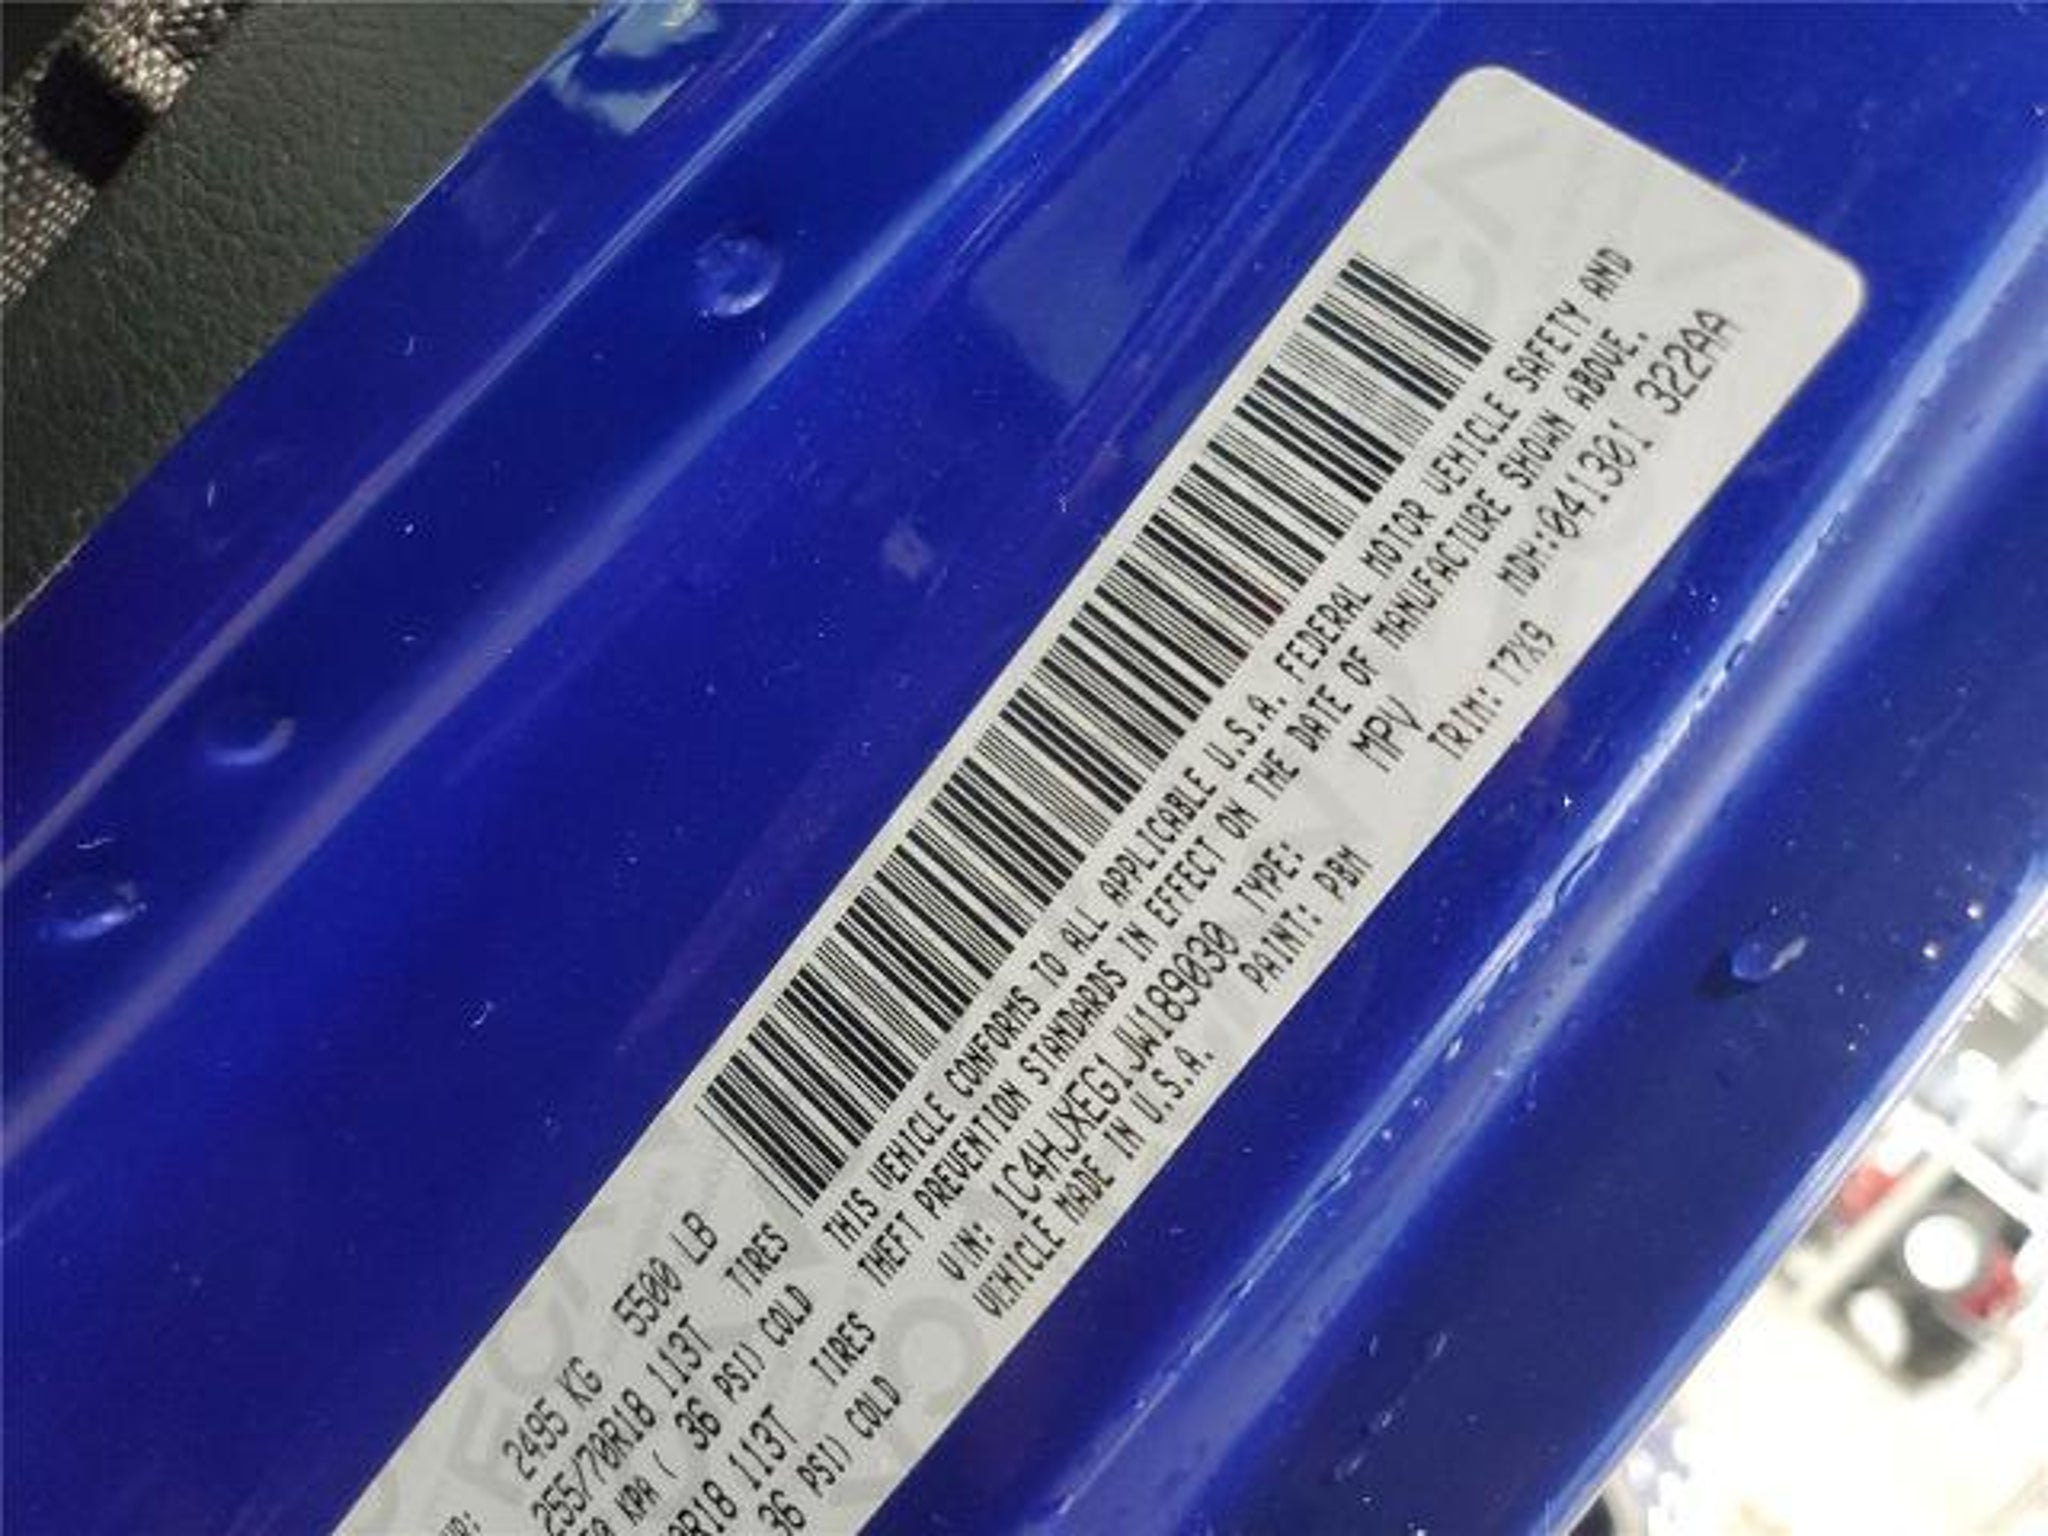 2495 KG 5500 LB
255/70R18 113T TIRES
KPA ( 36 PSI) COLD
R18 113T TIRES
36 PSI) COLD
THIS VEHICLE CONFORMS TO ALL APPLICABLE U.S.A. FEDERAL MOTOR VEHICLE SAFETY AND
THEFT PREVENTION STANDARDS IN EFFECT ON THE DATE OF MANUFACTURE SHOWN ABOVE.
VIN: 1C4HJXEG1JW189030 TYPE: MPV MDH:041301 322AA
VEHICLE MADE IN U.S.A. PAINT: PBM TRIM: T7X9